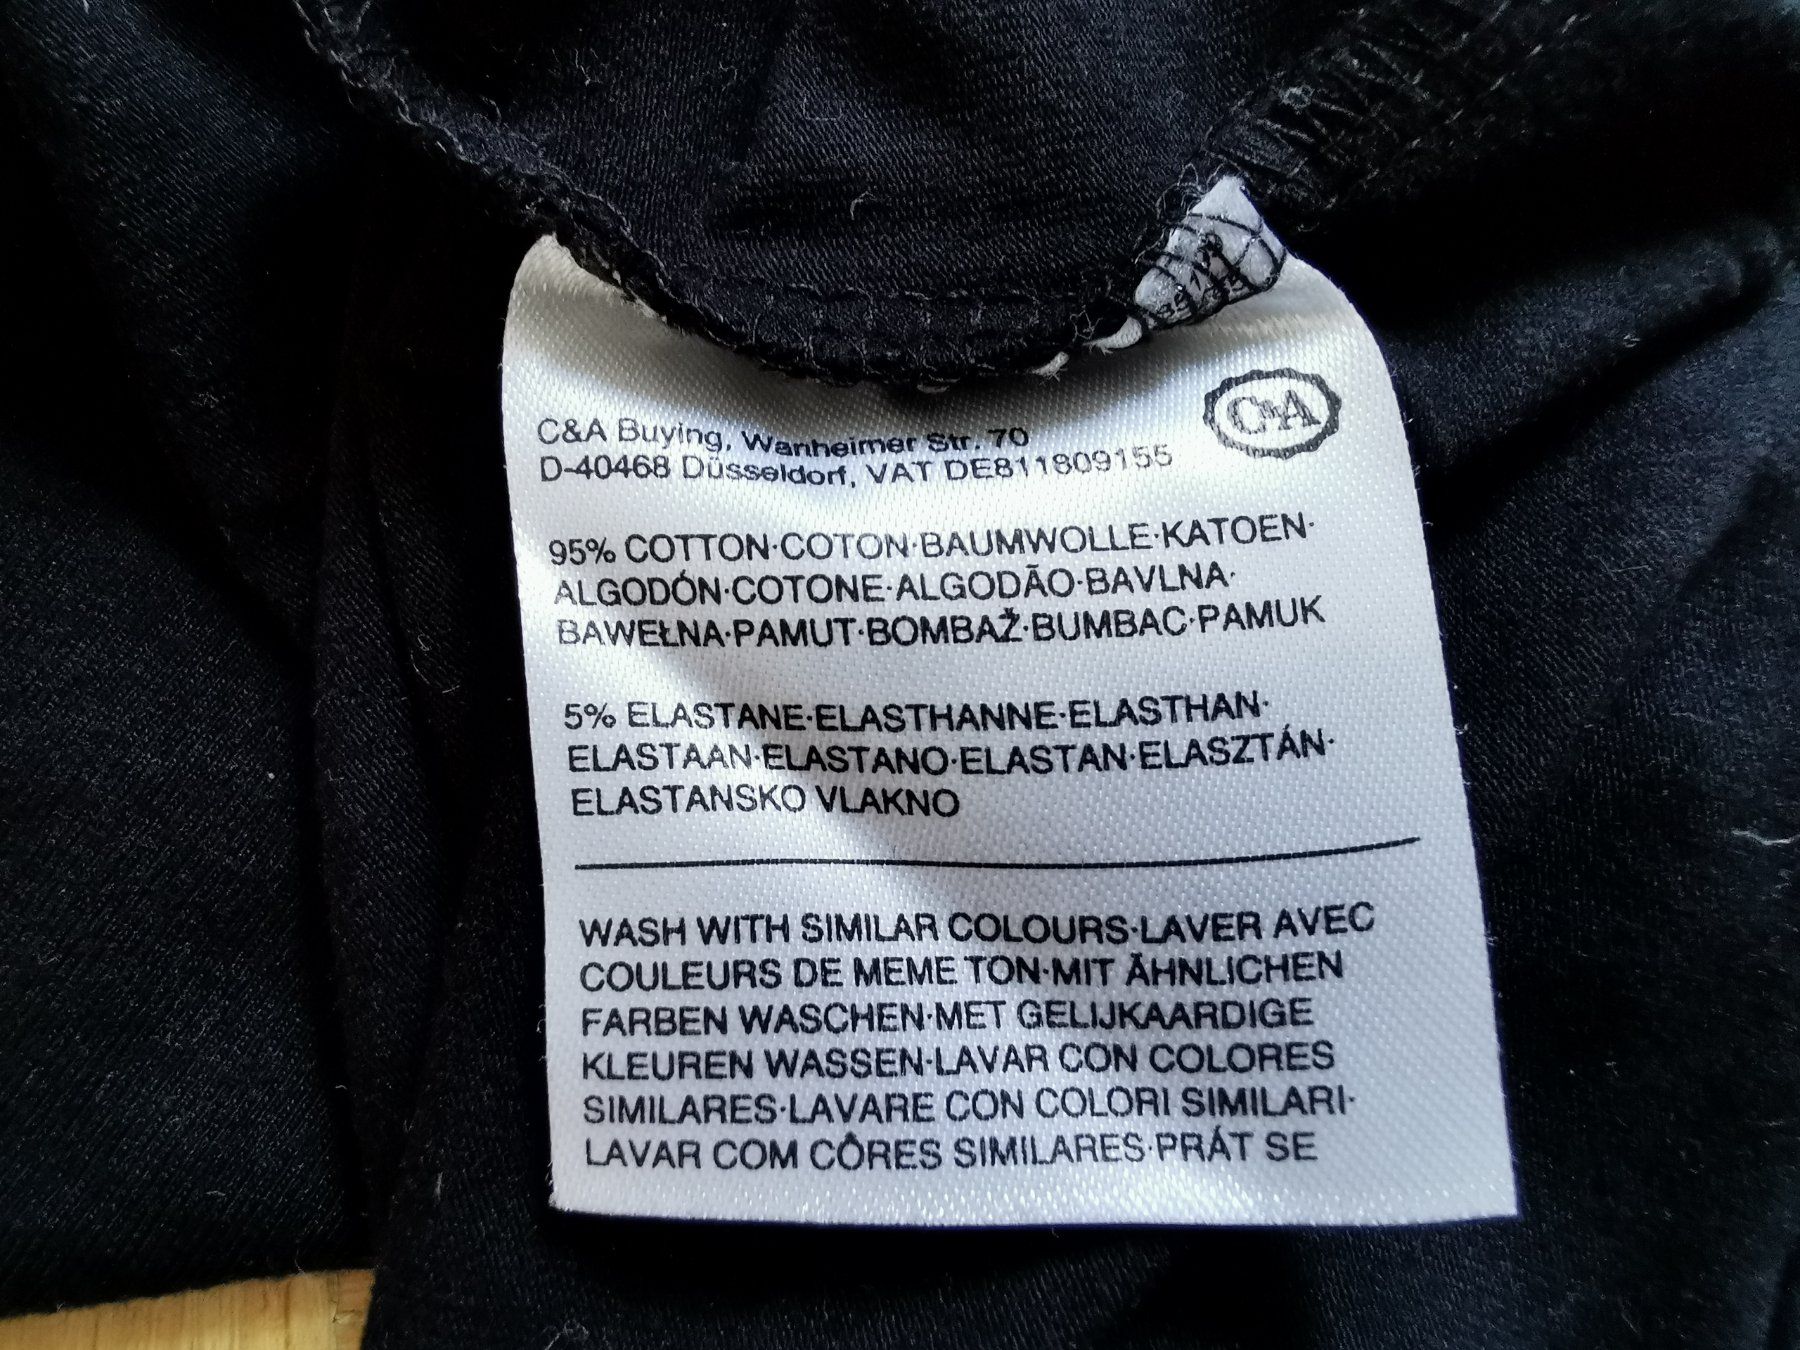 C&A
C&A Buying, Wanheimer Str. 70
D-40468 Düsseldorf, VAT DE811809155
95% COTTON·COTON·BAUMWOLLE·KATOEN·
ALGODÓN·COTONE·ALGODÃO·BAVLNA·
BAWEŁNA·PAMUT·BOMBAŽ·BUMBAC·PAMUK
5% ELASTANE·ELASTHANNE·ELASTHAN·
ELASTAAN·ELASTANO·ELASTAN·ELASZTÁN·
ELASTANSKO VLAKNO
WASH WITH SIMILAR COLOURS·LAVER AVEC
COULEURS DE MEME TON·MIT ÄHNLICHEN
FARBEN WASCHEN·MET GELIJKAARDIGE
KLEUREN WASSEN·LAVAR CON COLORES
SIMILARES·LAVARE CON COLORI SIMILARI·
LAVAR COM CÔRES SIMILARES·PRÁT SE